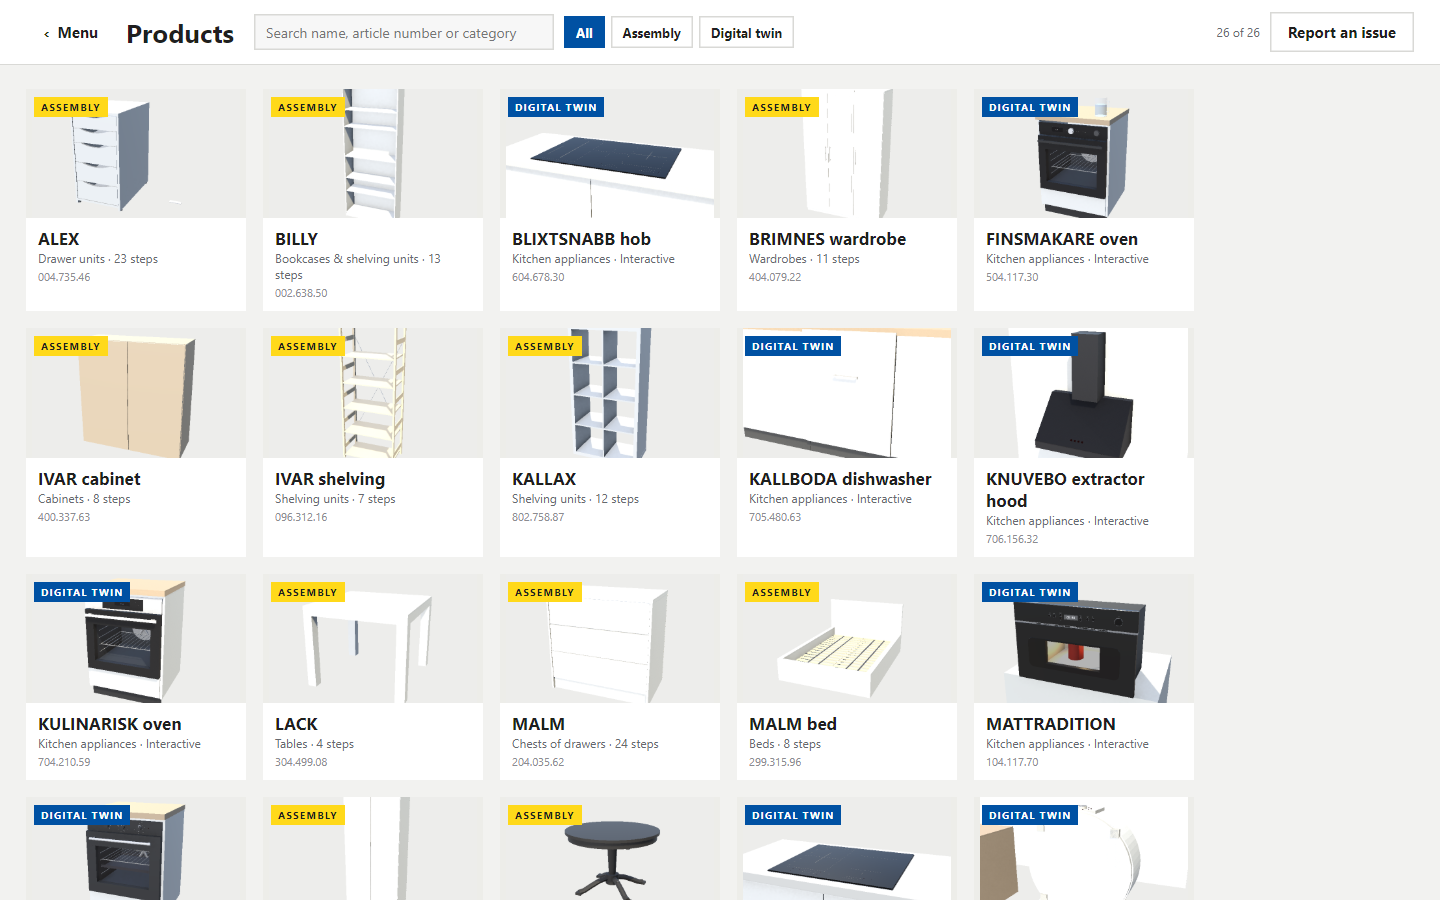 ‹ Menu
Products
Search name, article number or category
All
Assembly
Digital twin
26 of 26
Report an issue
ASSEMBLY
ALEX
Drawer units · 23 steps
004.735.46
ASSEMBLY
BILLY
Bookcases & shelving units · 13
steps
002.638.50
DIGITAL TWIN
BLIXTSNABB hob
Kitchen appliances · Interactive
604.678.30
ASSEMBLY
BRIMNES wardrobe
Wardrobes · 11 steps
404.079.22
DIGITAL TWIN
FINSMAKARE oven
Kitchen appliances · Interactive
504.117.30
ASSEMBLY
IVAR cabinet
Cabinets · 8 steps
400.337.63
ASSEMBLY
IVAR shelving
Shelving units · 7 steps
096.312.16
ASSEMBLY
KALLAX
Shelving units · 12 steps
802.758.87
DIGITAL TWIN
KALLBODA dishwasher
Kitchen appliances · Interactive
705.480.63
DIGITAL TWIN
KNUVEBO extractor
hood
Kitchen appliances · Interactive
706.156.32
DIGITAL TWIN
KULINARISK oven
Kitchen appliances · Interactive
704.210.59
ASSEMBLY
LACK
Tables · 4 steps
304.499.08
ASSEMBLY
MALM
Chests of drawers · 24 steps
204.035.62
ASSEMBLY
MALM bed
Beds · 8 steps
299.315.96
DIGITAL TWIN
MATTRADITION
Kitchen appliances · Interactive
104.117.70
DIGITAL TWIN
ASSEMBLY
ASSEMBLY
DIGITAL TWIN
DIGITAL TWIN